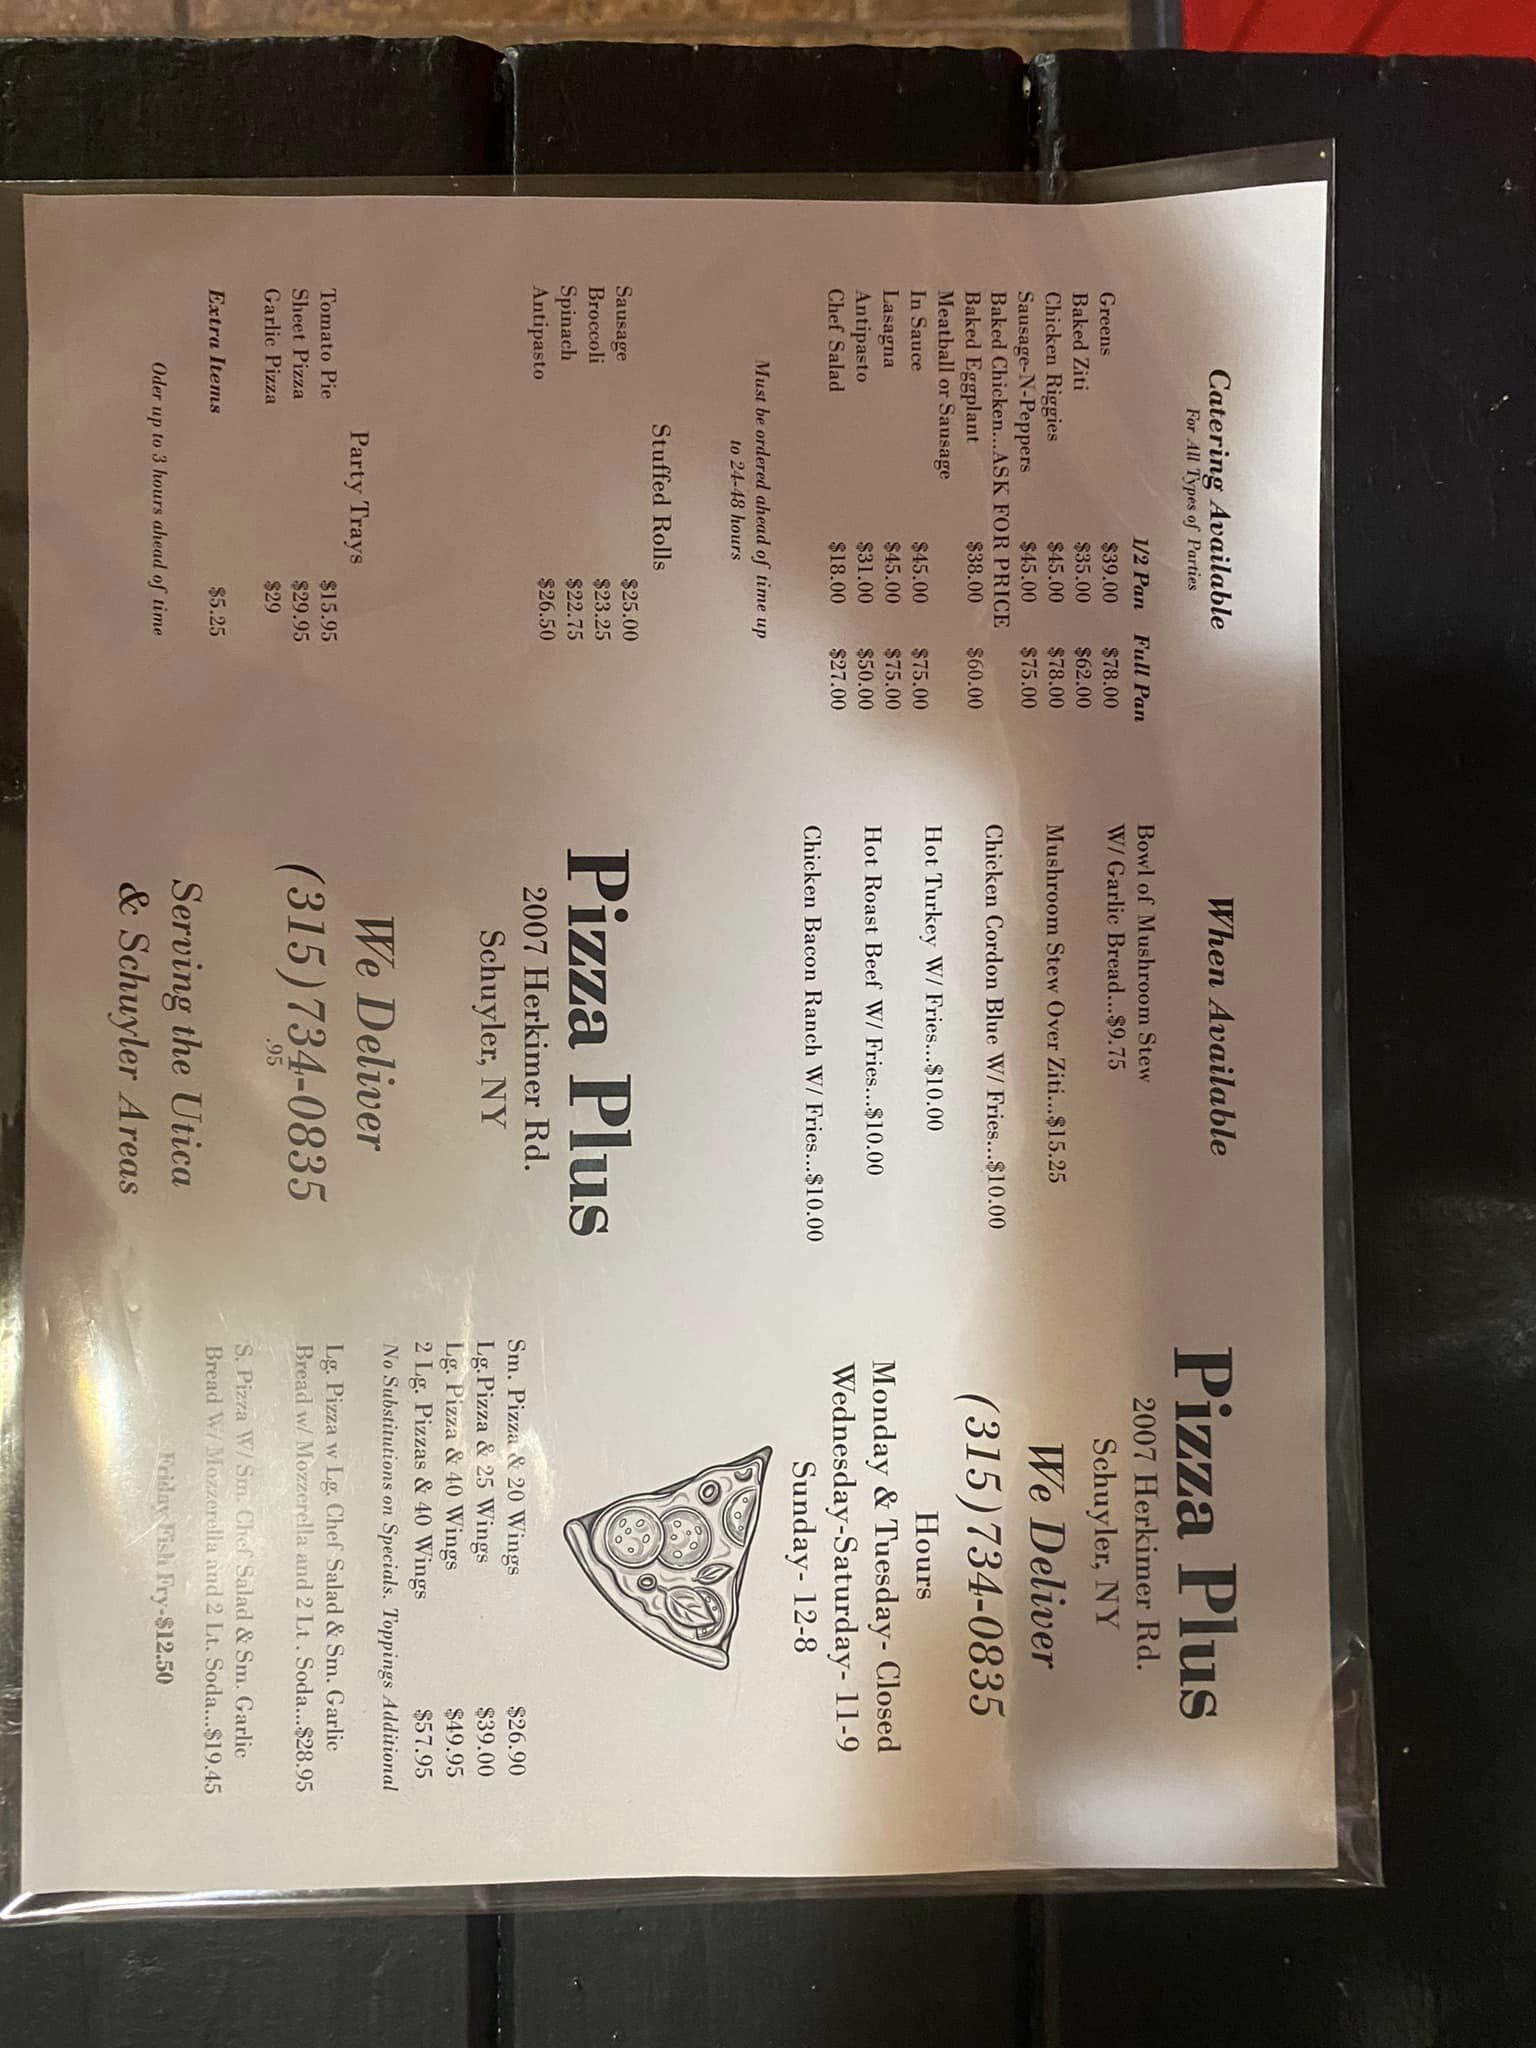 Catering Available
For All Types of Parties
1/2 Pan Full Pan
Greens $39.00 $78.00
Baked Ziti $35.00 $62.00
Chicken Riggies $45.00 $78.00
Sausage-N-Peppers $45.00 $75.00
Baked Chicken...ASK FOR PRICE
Baked Eggplant $38.00 $60.00
Meatball or Sausage
In Sauce $45.00 $75.00
Lasagna $45.00 $75.00
Antipasto $31.00 $50.00
Chef Salad $18.00 $27.00
Must be ordered ahead of time up
to 24-48 hours
Stuffed Rolls
Sausage $25.00
Broccoli $23.25
Spinach $22.75
Antipasto $26.50
Party Trays
Tomato Pie $15.95
Sheet Pizza $29.95
Garlic Pizza $29
.95
Extra Items $5.25
Oder up to 3 hours ahead of time
When Available
Bowl of Mushroom Stew
W/ Garlic Bread...$9.75
Mushroom Stew Over Ziti...$15.25
Chicken Cordon Blue W/ Fries...$10.00
Hot Turkey W/ Fries...$10.00
Hot Roast Beef W/ Fries...$10.00
Chicken Bacon Ranch W/ Fries...$10.00
Pizza Plus
2007 Herkimer Rd.
Schuyler, NY
We Deliver
(315)734-0835
Serving the Utica
& Schuyler Areas
Pizza Plus
2007 Herkimer Rd.
Schuyler, NY
We Deliver
(315)734-0835
Hours
Monday & Tuesday- Closed
Wednesday-Saturday- 11-9
Sunday- 12-8
Sm. Pizza & 20 Wings $26.90
Lg.Pizza & 25 Wings $39.00
Lg. Pizza & 40 Wings $49.95
2 Lg. Pizzas & 40 Wings $57.95
No Substitutions on Specials. Toppings Additional
Lg. Pizza w Lg. Chef Salad & Sm. Garlic
Bread w/ Mozzerella and 2 Lt . Soda...$28.95
S. Pizza W/ Sm. Chef Salad & Sm. Garlic
Bread W/ Mozzerella and 2 Lt. Soda...$19.45
Friday Fish Fry-$12.50